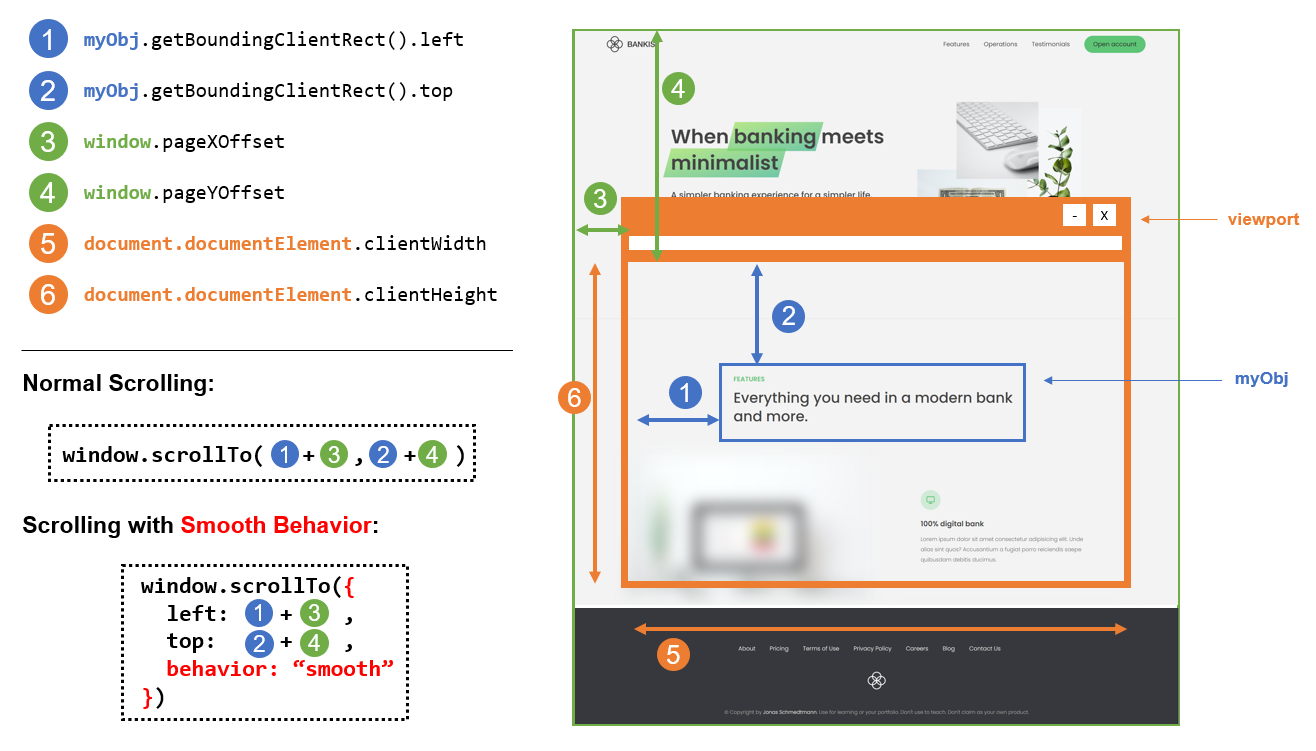 1 myObj.getBoundingClientRect().left
2 myObj.getBoundingClientRect().top
3 window.pageXOffset
4 window.pageYOffset
5 document.documentElement.clientWidth
6 document.documentElement.clientHeight
Normal Scrolling:
window.scrollTo( 1 + 3 , 2 + 4 )
Scrolling with Smooth Behavior:
window.scrollTo({
left: 1 + 3 ,
top: 2 + 4 ,
behavior: “smooth”
})
BANKIS
Features Operations Testimonials Open account
4
When banking meets
minimalist
A simpler banking experience for a simpler life.
3
- X
viewport
2
FEATURES
Everything you need in a modern bank
and more.
myObj
1
6
100% digital bank
Lorem ipsum dolor sit amet consectetur adipisicing elit. Unde
alias sint quos? Accusantium a fugiat porro reiciendis saepe
quibusdam debitis ducimus.
5
About Pricing Terms of Use Privacy Policy Careers Blog Contact Us
© Copyright by Jonas Schmedtmann. Use for learning or your portfolio. Don't use to teach. Don't claim as your own product.